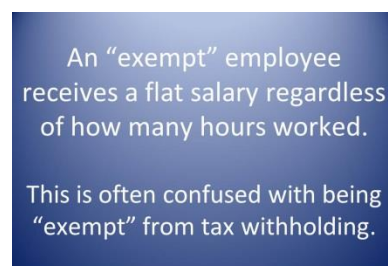 An “exempt” employee
receives a flat salary regardless
of how many hours worked.
This is often confused with being
“exempt” from tax withholding.